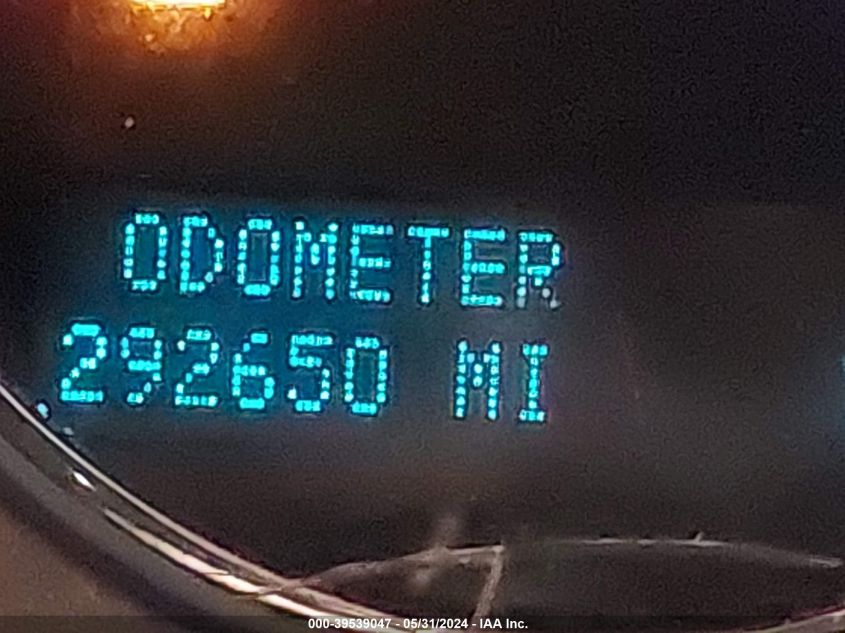 ODOMETER
292650 MI
000-39539047 - 05/31/2024 - IAA Inc.